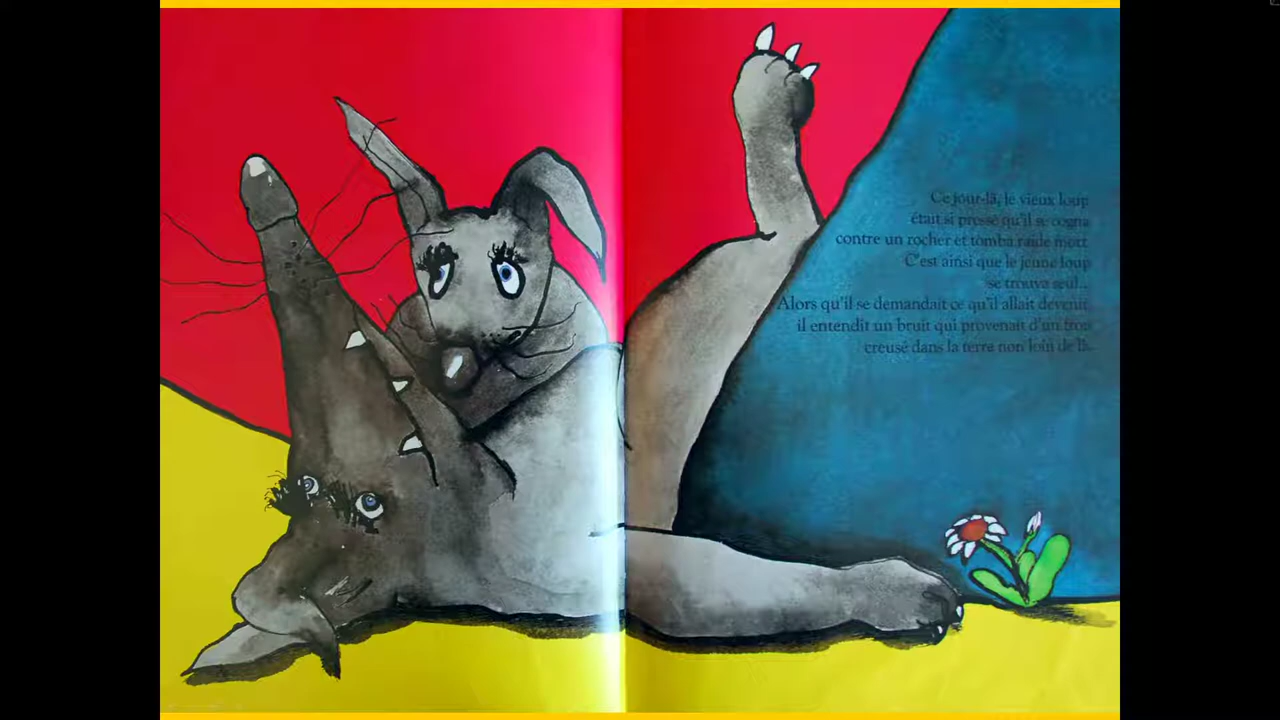 Ce jour-là, le vieux loup
était si pressé qu'il se cogna
contre un rocher et tomba raide mort.
C'est ainsi que le jeune loup
se trouva seul...
Alors qu'il se demandait ce qu'il allait devenir,
il entendit un bruit qui provenait d'un trou
creusé dans la terre non loin de là.